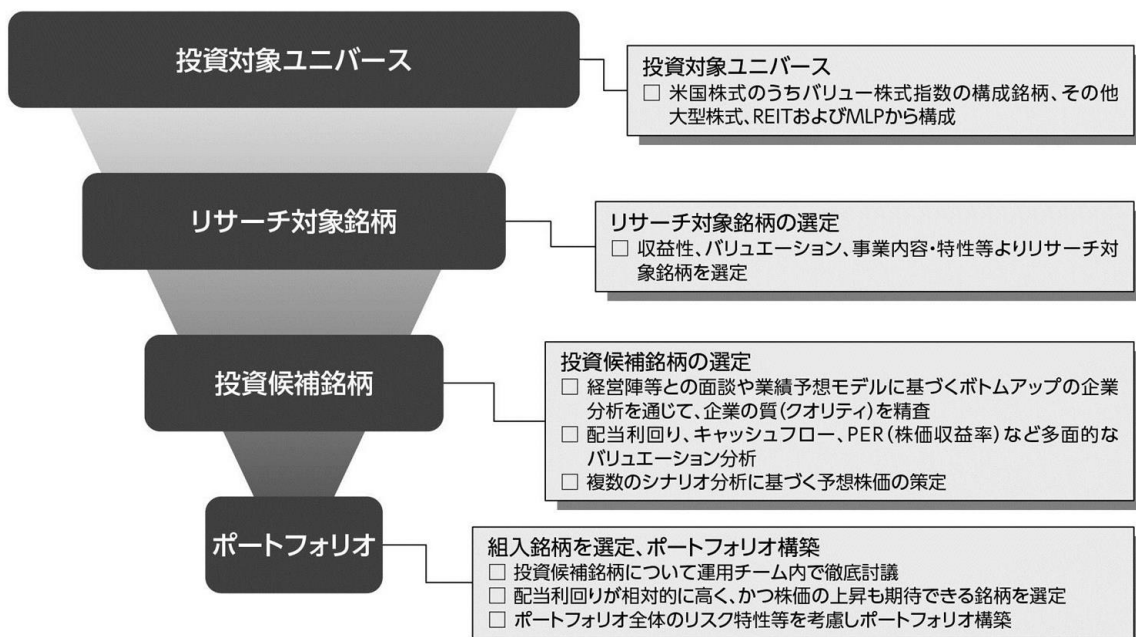 投資対象ユニバース
投資対象ユニバース
□ 米国株式のうちバリュー株式指数の構成銘柄、その他
大型株式、REITおよびMLPから構成
リサーチ対象銘柄
リサーチ対象銘柄の選定
□ 収益性、バリュエーション、事業内容・特性等よりリサーチ対
象銘柄を選定
投資候補銘柄
投資候補銘柄の選定
□ 経営陣等との面談や業績予想モデルに基づくボトムアップの企業
分析を通じて、企業の質(クオリティ)を精査
□ 配当利回り、キャッシュフロー、PER(株価収益率)など多面的な
バリュエーション分析
□ 複数のシナリオ分析に基づく予想株価の策定
ポートフォリオ
組入銘柄を選定、ポートフォリオ構築
□ 投資候補銘柄について運用チーム内で徹底討議
□ 配当利回りが相対的に高く、かつ株価の上昇も期待できる銘柄を選定
□ ポートフォリオ全体のリスク特性等を考慮しポートフォリオ構築